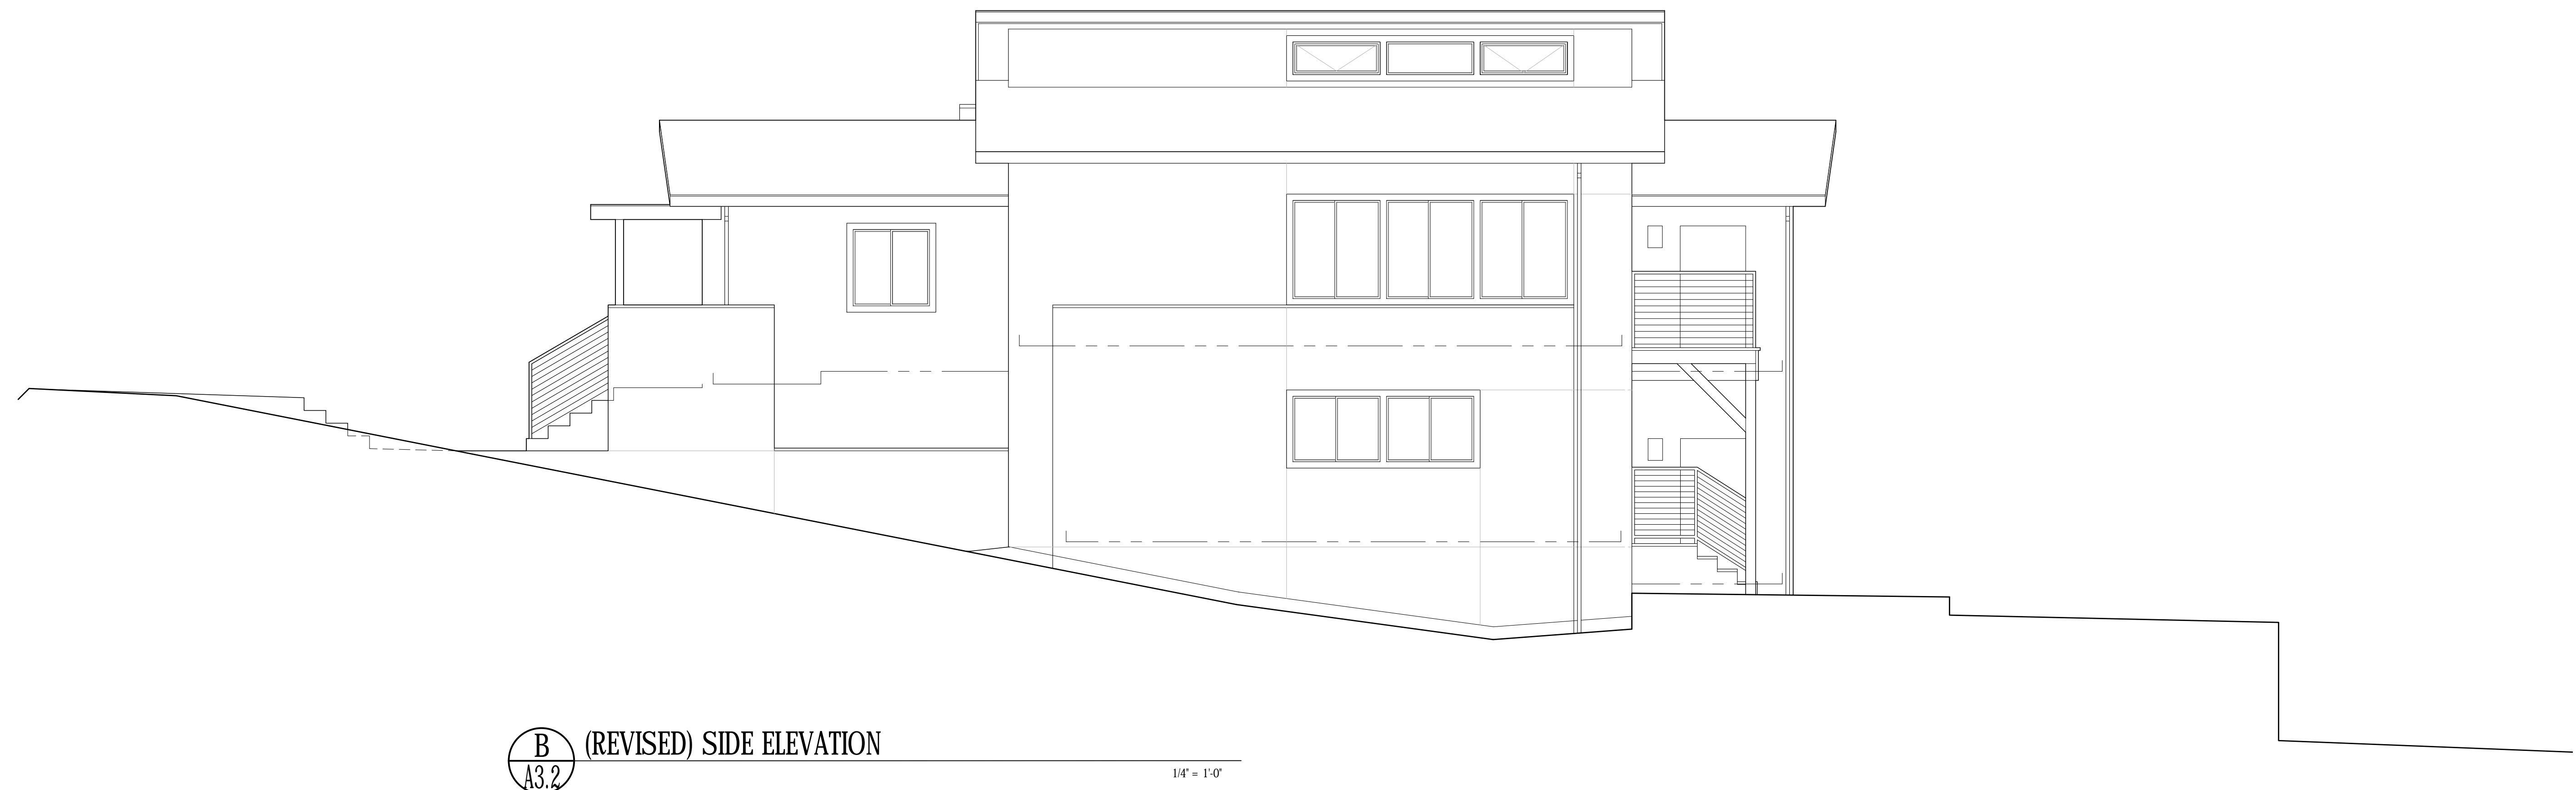 B
(REVISED) SIDE ELEVATION
A3.2
1/4" = 1'-0"